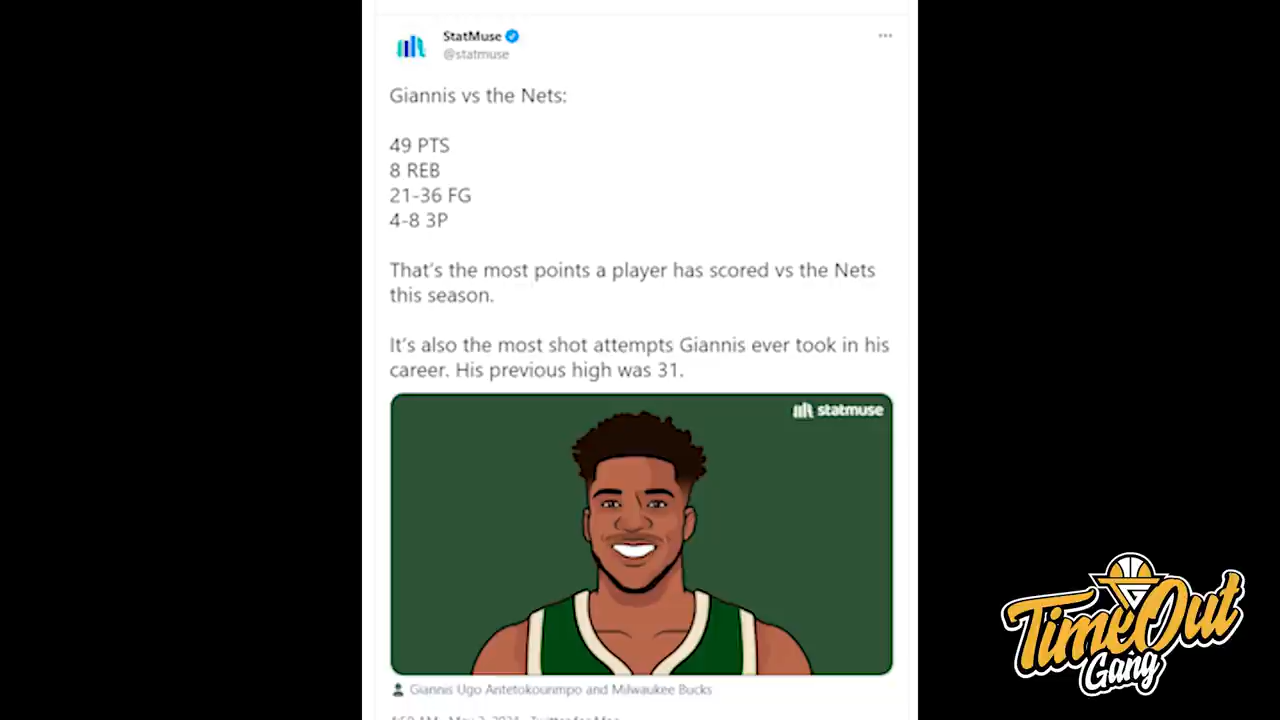 StatMuse
@statmuse
Giannis vs the Nets:
49 PTS
8 REB
21-36 FG
4-8 3P
That's the most points a player has scored vs the Nets
this season.
It's also the most shot attempts Giannis ever took in his
career. His previous high was 31.
statmuse
Giannis Ugo Antetokounmpo and Milwaukee Bucks
TimeOut
Gang